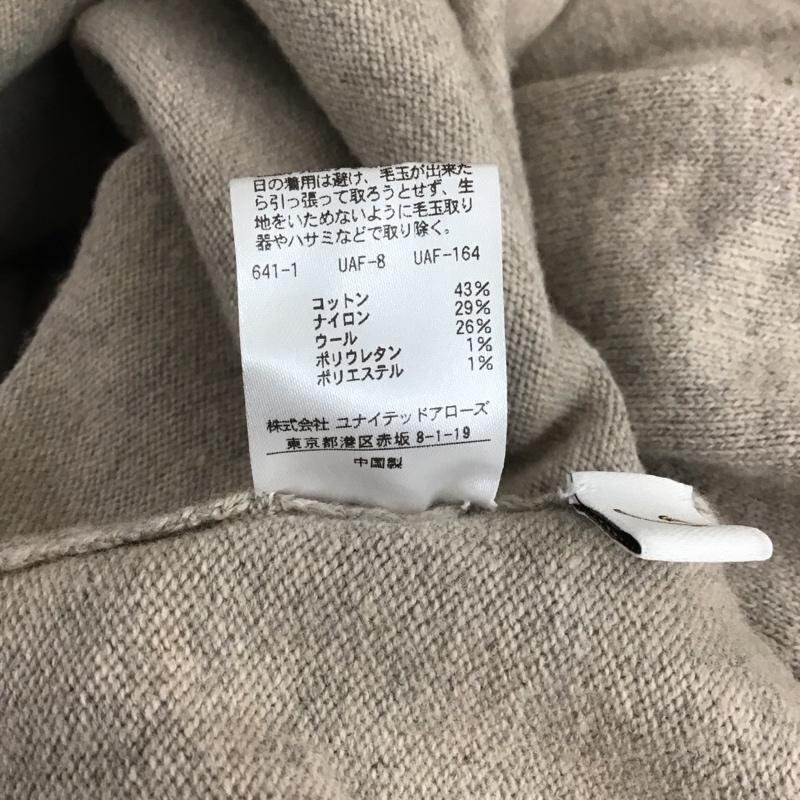 日の着用は避け、毛玉が出来た
ら引っ張って取ろうとせず、生
地をいためないように毛玉取り
器やハサミなどで取り除く。
641-1 UAF-8 UAF-164
コットン 43%
ナイロン 29%
ウール 26%
ポリウレタン 1%
ポリエステル 1%
株式会社 ユナイテッドアローズ
東京都港区赤坂 8-1-19
中国製